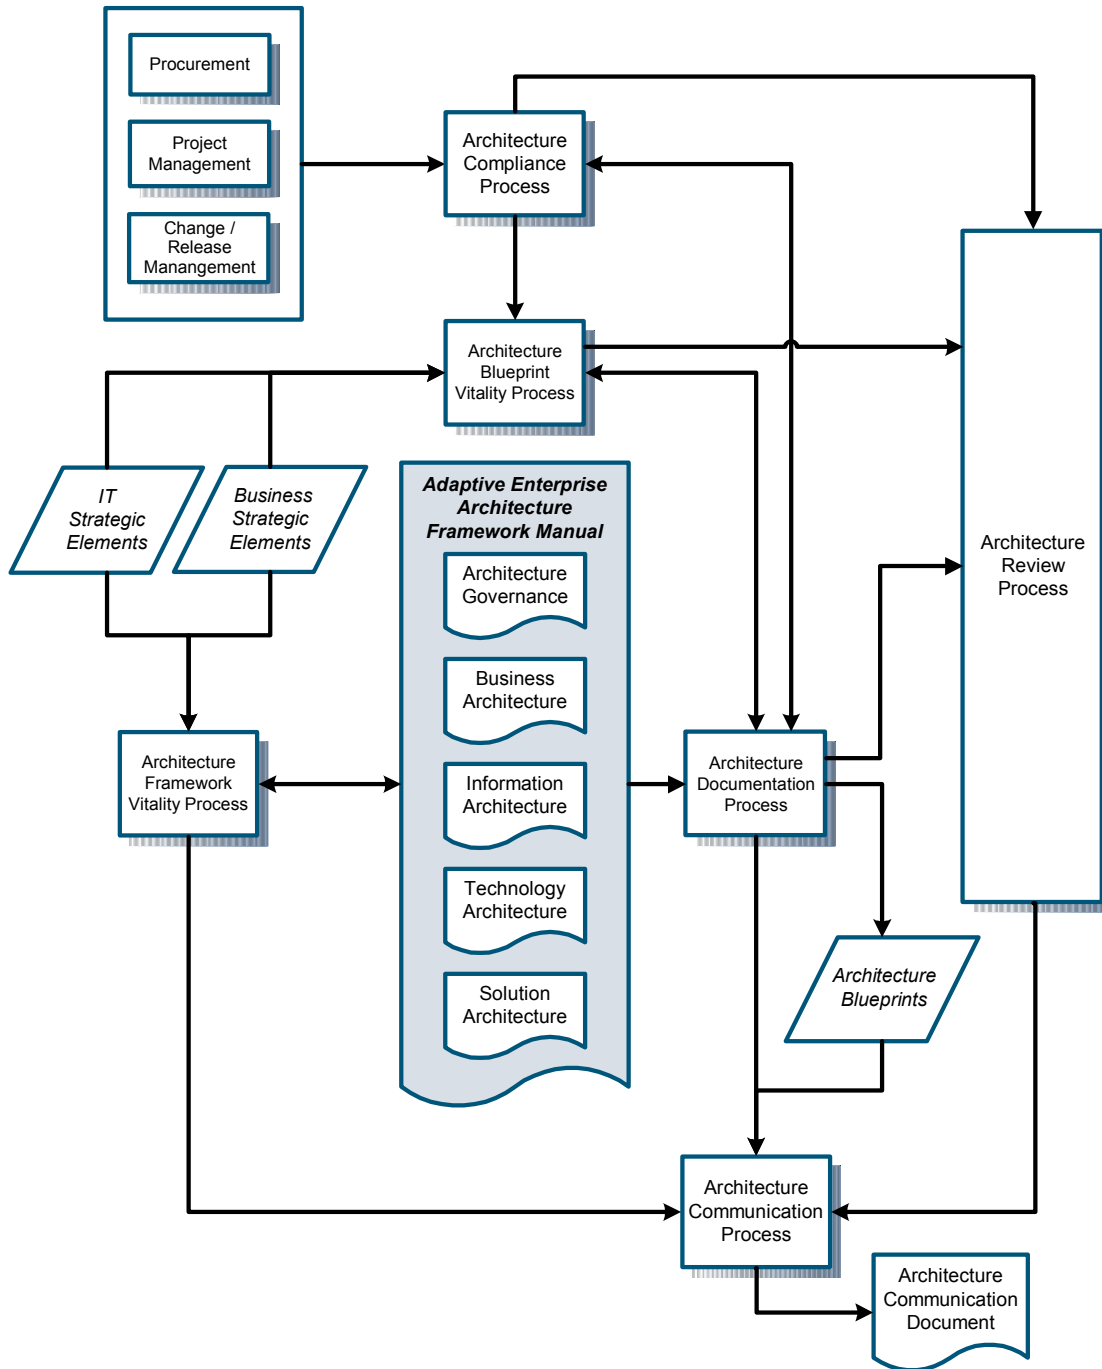 Procurement
Project
Management
Change /
Release
Manangement
Architecture
Compliance
Process
Architecture
Blueprint
Vitality Process
IT
Strategic
Elements
Business
Strategic
Elements
Adaptive Enterprise
Architecture
Framework Manual
Architecture
Governance
Business
Architecture
Information
Architecture
Technology
Architecture
Solution
Architecture
Architecture
Review
Process
Architecture
Framework
Vitality Process
Architecture
Documentation
Process
Architecture
Blueprints
Architecture
Communication
Process
Architecture
Communication
Document